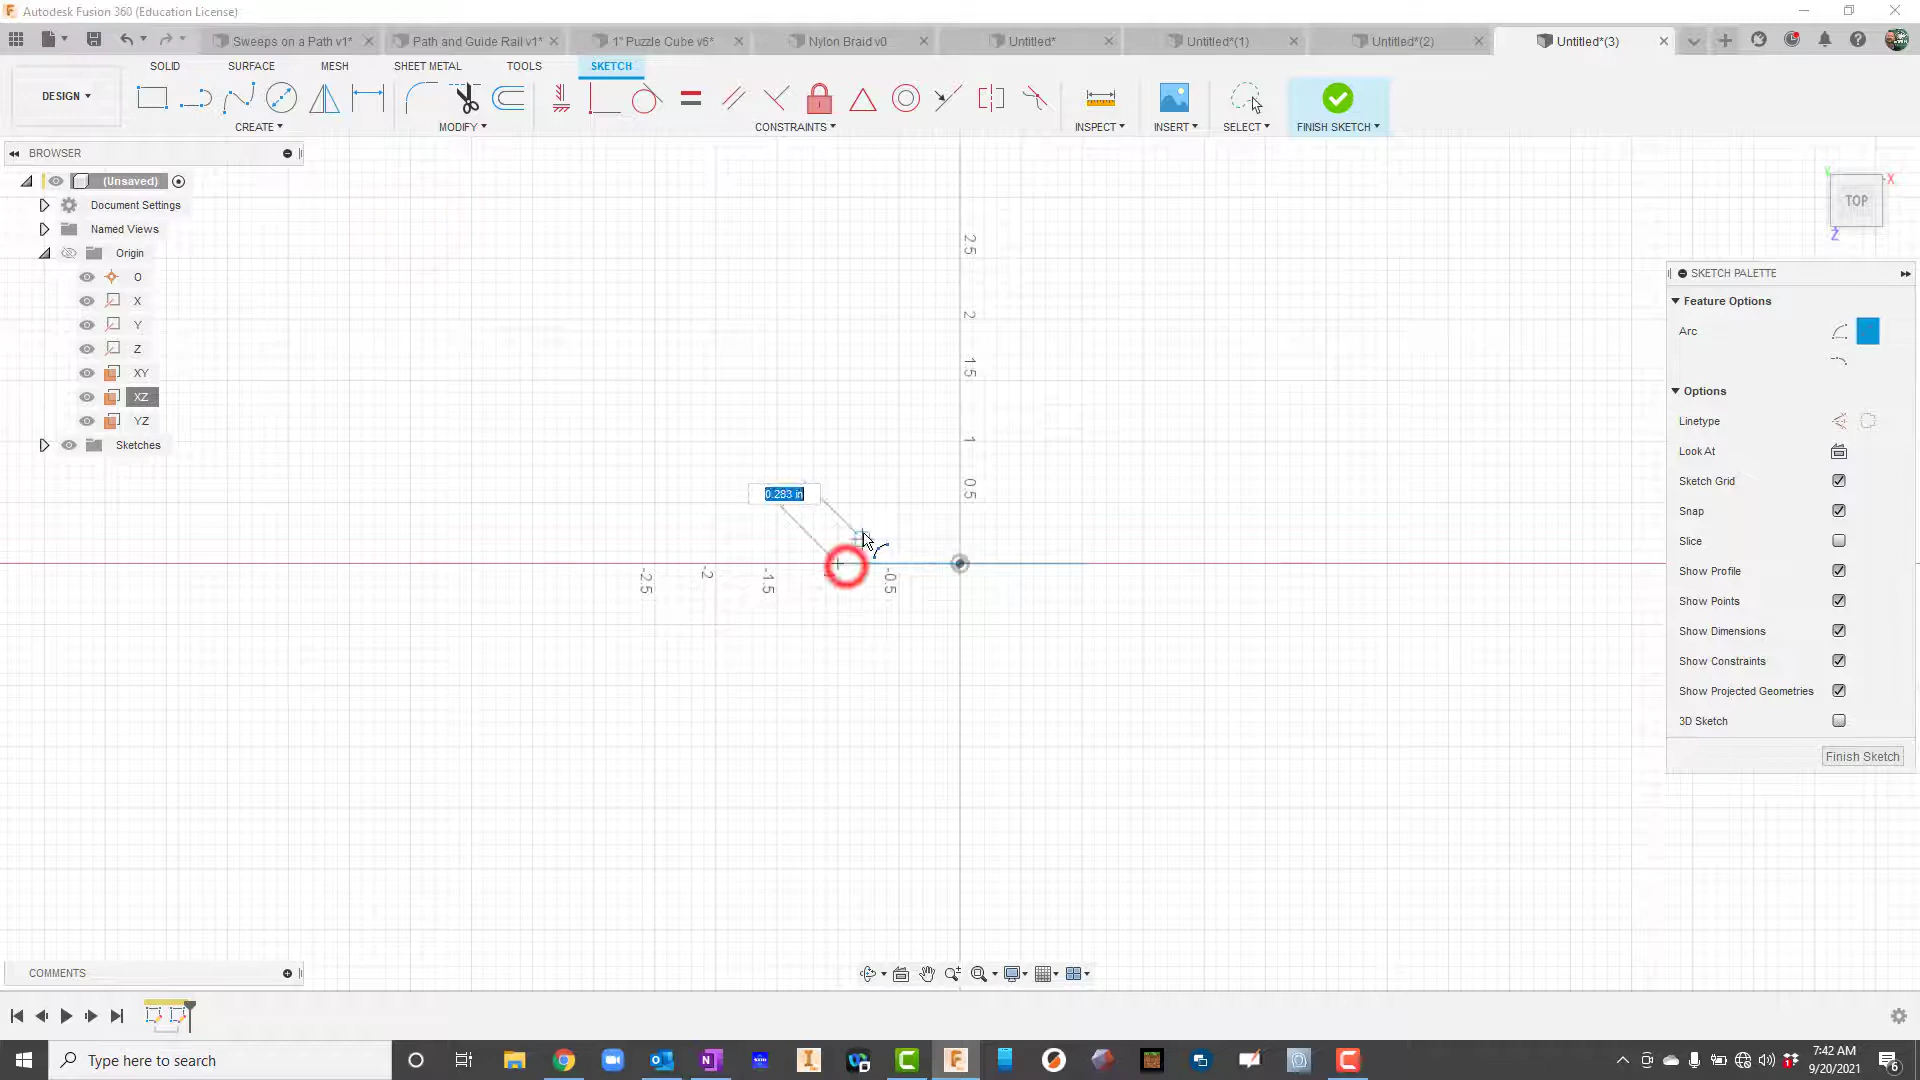 Autodesk Fusion 360 (Education License)
Sweeps on a Path v1*
Path and Guide Rail v1*
1" Puzzle Cube v6*
Nylon Braid v0
Untitled*
Untitled*(1)
Untitled*(2)
Untitled*(3)
SOLID
SURFACE
MESH
SHEET METAL
TOOLS
SKETCH
DESIGN
CREATE
MODIFY
CONSTRAINTS
INSPECT
INSERT
SELECT
FINISH SKETCH
BROWSER
(Unsaved)
Document Settings
Named Views
Origin
O
X
Y
Z
XY
XZ
YZ
Sketches
2.5
2
1.5
1
0.5
0.283 in
-2.5
-2
-1.5
-0.5
TOP
X
Z
SKETCH PALETTE
Feature Options
Arc
Options
Linetype
Look At
Sketch Grid
Snap
Slice
Show Profile
Show Points
Show Dimensions
Show Constraints
Show Projected Geometries
3D Sketch
Finish Sketch
COMMENTS
Type here to search
7:42 AM
9/20/2021
6